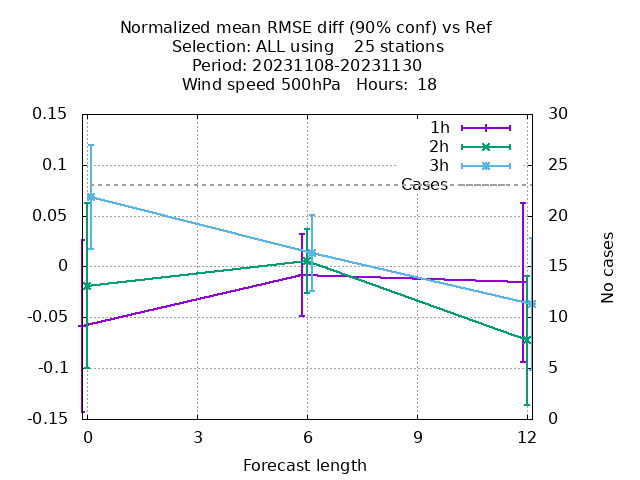 Normalized mean RMSE diff (90% conf) vs Ref
Selection: ALL using    25 stations
Period: 20231108-20231130
Wind speed 500hPa   Hours:  18
0.15
0.1
0.05
0
-0.05
-0.1
-0.15
30
25
20
15
10
5
0
1h
2h
3h
Cases
No cases
0
3
6
9
12
Forecast length